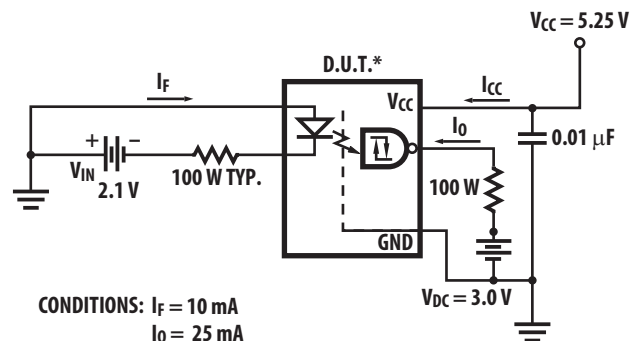 V_CC = 5.25 V
D.U.T.*
I_F
V_CC
I_CC
I_O
0.01 μF
+
–
V_IN
2.1 V
100 W TYP.
100 W
GND
V_DC = 3.0 V
CONDITIONS: I_F = 10 mA
I_O = 25 mA